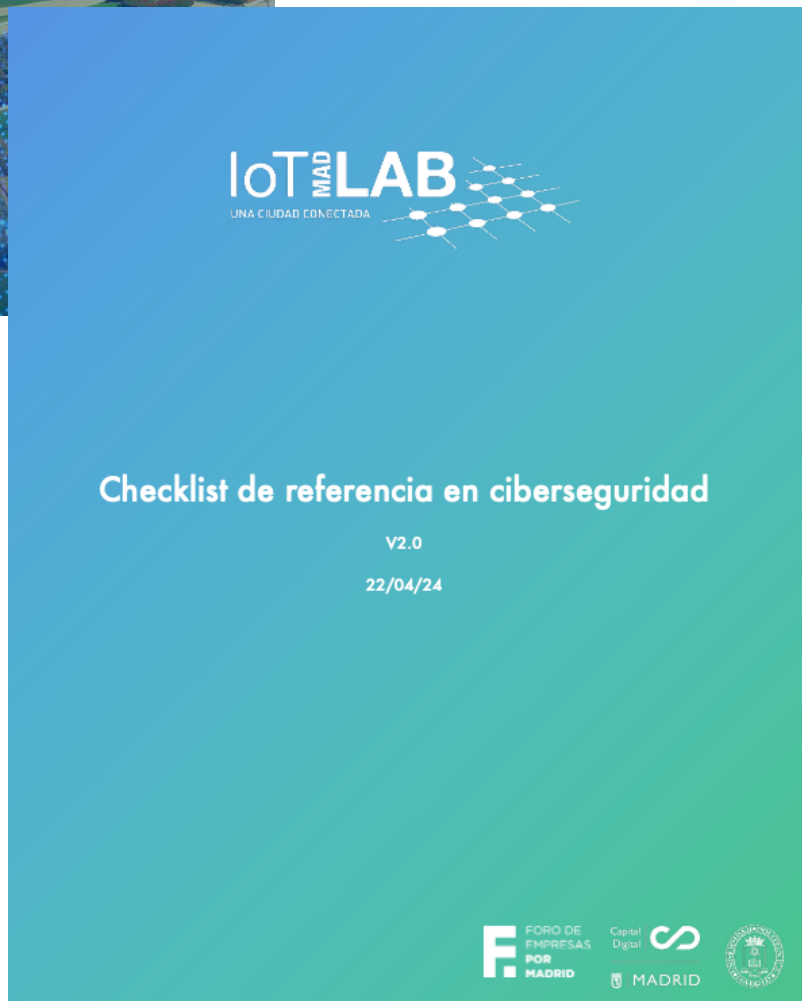 IoT MAD LAB
UNA CIUDAD CONECTADA
Checklist de referencia en ciberseguridad
V2.0
22/04/24
FORO DE
EMPRESAS
POR
MADRID
Capital
Digital
MADRID